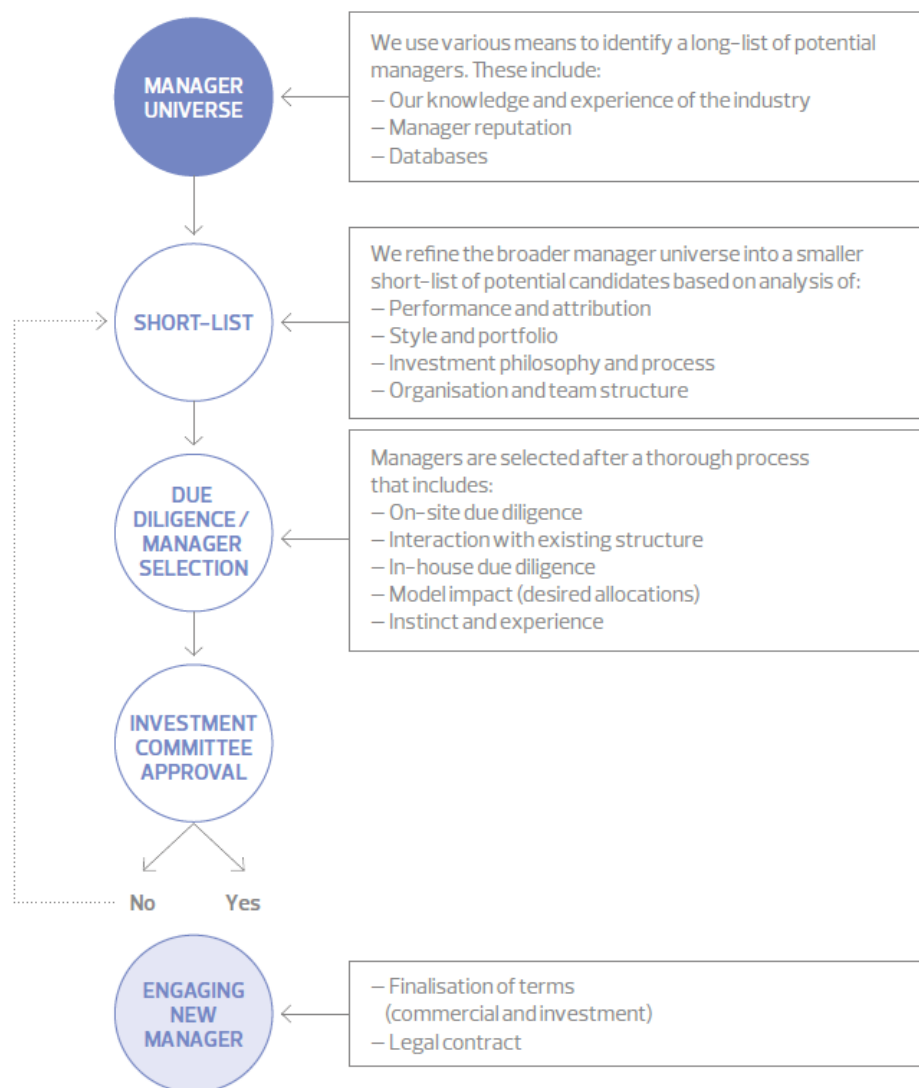 MANAGER
UNIVERSE
We use various means to identify a long-list of potential
managers. These include:
– Our knowledge and experience of the industry
– Manager reputation
– Databases
SHORT-LIST
We refine the broader manager universe into a smaller
short-list of potential candidates based on analysis of:
– Performance and attribution
– Style and portfolio
– Investment philosophy and process
– Organisation and team structure
DUE
DILIGENCE /
MANAGER
SELECTION
Managers are selected after a thorough process
that includes:
– On-site due diligence
– Interaction with existing structure
– In-house due diligence
– Model impact (desired allocations)
– Instinct and experience
INVESTMENT
COMMITTEE
APPROVAL
No Yes
ENGAGING
NEW
MANAGER
– Finalisation of terms
(commercial and investment)
– Legal contract